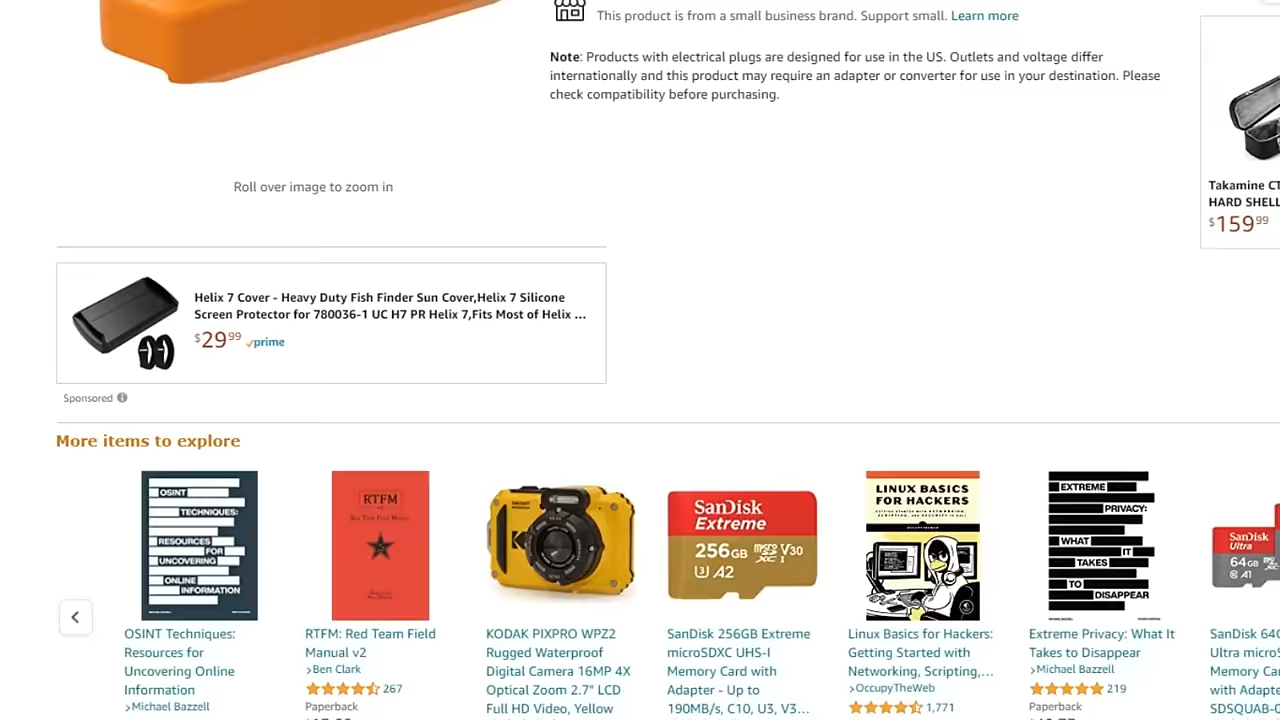 This product is from a small business brand. Support small. Learn more
Note: Products with electrical plugs are designed for use in the US. Outlets and voltage differ
internationally and this product may require an adapter or converter for use in your destination. Please
check compatibility before purchasing.
Roll over image to zoom in
Takamine CT
HARD SHELL
$159 99
Helix 7 Cover - Heavy Duty Fish Finder Sun Cover,Helix 7 Silicone
Screen Protector for 780036-1 UC H7 PR Helix 7,Fits Most of Helix ...
$29 99 prime
Sponsored
More items to explore
OSINT
TECHNIQUES:
RESOURCES
FOR
UNCOVERING
ONLINE
INFORMATION
OSINT Techniques:
Resources for
Uncovering Online
Information
›Michael Bazzell
RTFM
RTFM: Red Team Field
Manual v2
›Ben Clark
267
Paperback
KODAK PIXPRO WPZ2
Rugged Waterproof
Digital Camera 16MP 4X
Optical Zoom 2.7" LCD
Full HD Video, Yellow
SanDisk
Extreme
256GB microSD XC I V30
U3 A2
SanDisk 256GB Extreme
microSDXC UHS-I
Memory Card with
Adapter - Up to
190MB/s, C10, U3, V3...
LINUX BASICS
FOR HACKERS
Linux Basics for Hackers:
Getting Started with
Networking, Scripting,...
›OccupyTheWeb
1,771
EXTREME
PRIVACY:
WHAT
IT
TAKES
TO
DISAPPEAR
Extreme Privacy: What It
Takes to Disappear
›Michael Bazzell
219
Paperback
SanDisk
Ultra
64GB
A1
SanDisk 64G
Ultra micro
Memory Ca
with Adapte
SDSQUAB-0